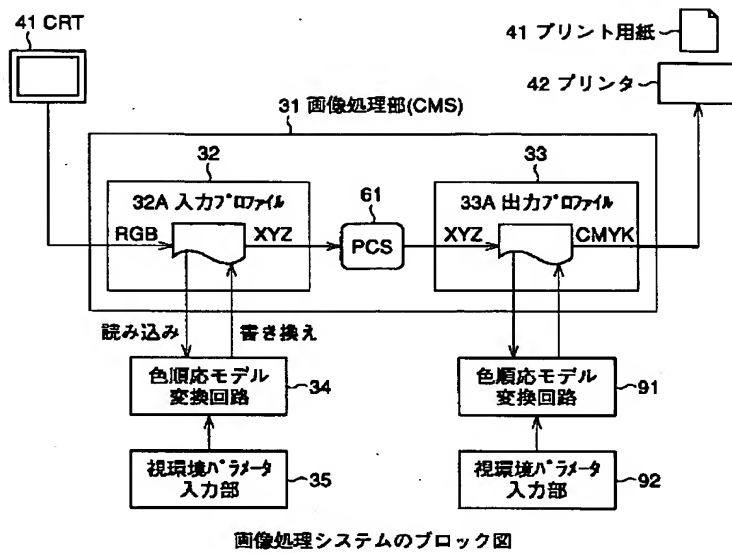 41 CRT
41 プリント用紙
42 プリンタ
31 画像処理部(CMS)
32
33
32A 入力プロファイル
61
33A 出力プロファイル
RGB
XYZ
PCS
XYZ
CMYK
読み込み
書き換え
色順応モデル
変換回路
34
色順応モデル
変換回路
91
視環境パラメータ
入力部
35
視環境パラメータ
入力部
92
画像処理システムのブロック図